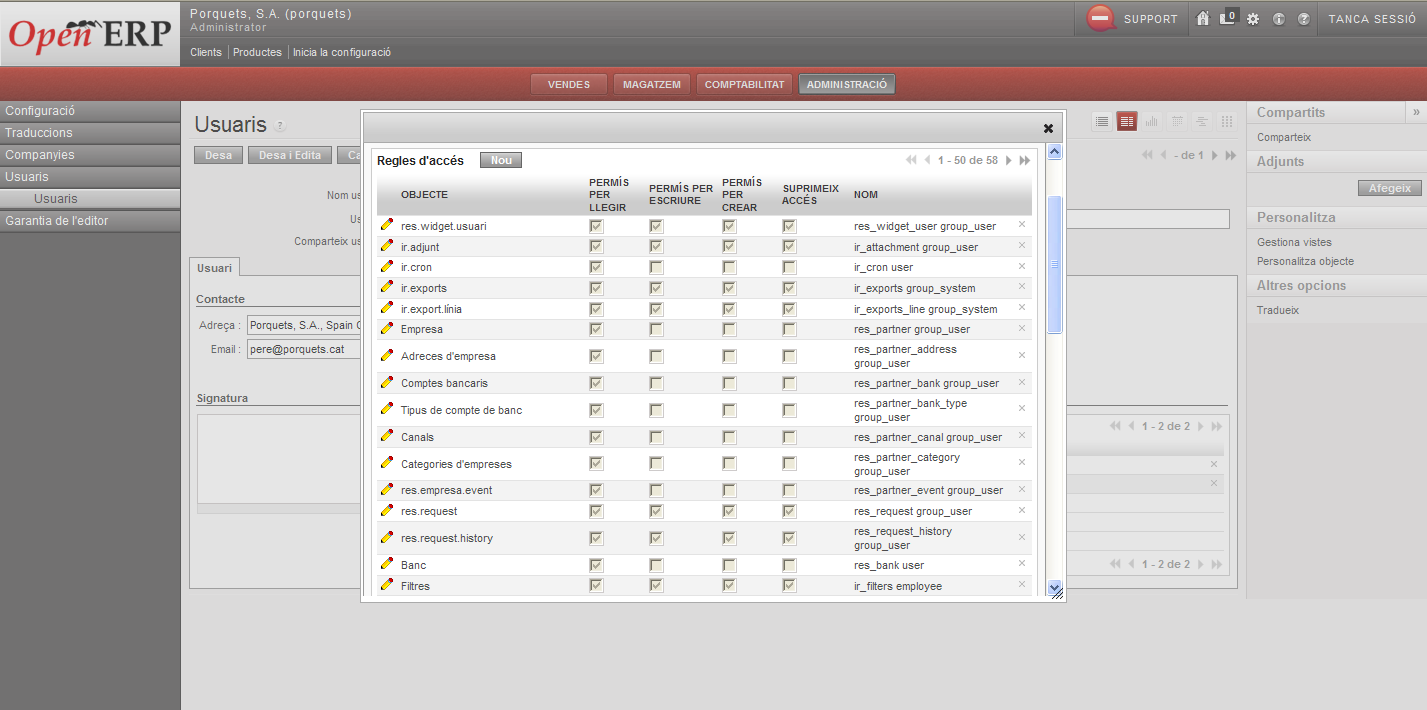 Open ERP
Porquets, S.A. (porquets)
Administrator
Clients
Productes
Inicia la configuració
SUPPORT
0
TANCA SESSIÓ
VENDES
MAGATZEM
COMPTABILITAT
ADMINISTRACIÓ
Configuració
Traduccions
Companyies
Usuaris
Usuaris
Garantia de l'editor
Usuaris ?
Desa
Desa i Edita
Ca
- de 1
Nom us
Us
Comparteix us
Usuari
Contacte
Adreça :
Porquets, S.A., Spain
Email :
pere@porquets.cat
Signatura
Regles d'accés
Nou
1 - 50 de 58
OBJECTE
PERMÍS PER LLEGIR
PERMÍS PER ESCRIURE
PERMÍS PER CREAR
SUPRIMEIX ACCÉS
NOM
res.widget.usuari
res_widget_user group_user
ir.adjunt
ir_attachment group_user
ir.cron
ir_cron user
ir.exports
ir_exports group_system
ir.export.línia
ir_exports_line group_system
Empresa
res_partner group_user
Adreces d'empresa
res_partner_address
group_user
Comptes bancaris
res_partner_bank group_user
Tipus de compte de banc
res_partner_bank_type
group_user
Canals
res_partner_canal group_user
Categories d'empreses
res_partner_category
group_user
res.empresa.event
res_partner_event group_user
res.request
res_request group_user
res.request.history
res_request_history
group_user
Banc
res_bank user
Filtres
ir_filters employee
1 - 2 de 2
1 - 2 de 2
Compartits
»
Comparteix
Adjunts
Afegeix
Personalitza
Gestiona vistes
Personalitza objecte
Altres opcions
Tradueix